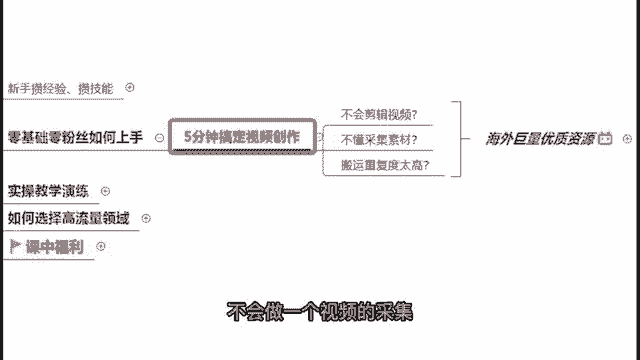 新手攒经验、攒技能
零基础零粉丝如何上手
5分钟搞定视频创作
不会剪辑视频?
不懂采集素材?
搬运重复度太高?
海外巨量优质资源
实操教学演练
如何选择高流量领域
课中福利
不会做一个视频的采集